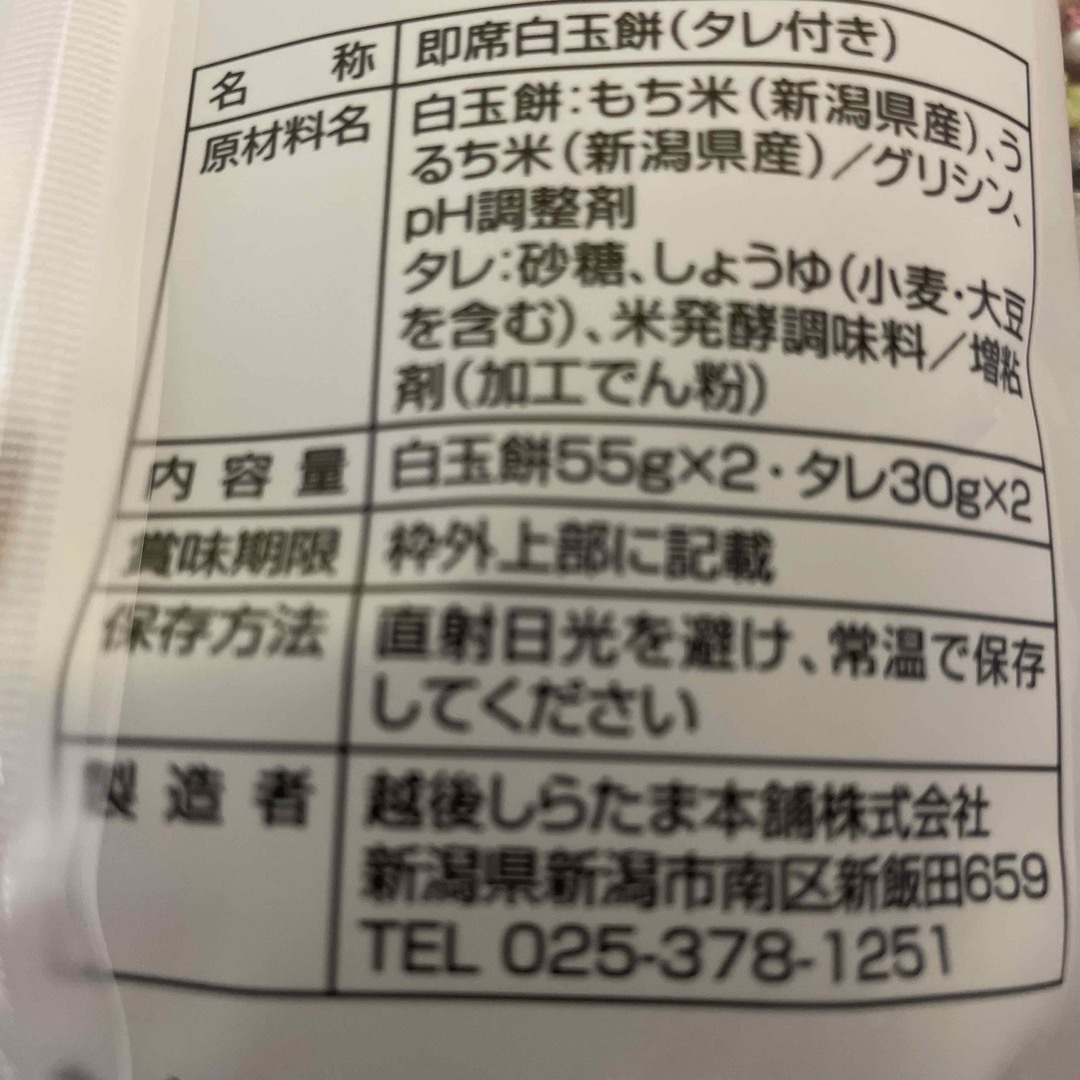 名称 即席白玉餅(タレ付き)
原材料名 白玉餅:もち米(新潟県産)、う
るち米(新潟県産)/グリシン、
pH調整剤
タレ:砂糖、しょうゆ(小麦・大豆
を含む)、米発酵調味料/増粘
剤(加工でん粉)
内容量 白玉餅55g×2・タレ30g×2
賞味期限 枠外上部に記載
保存方法 直射日光を避け、常温で保存
してください
製造者 越後しらたま本舗株式会社
新潟県新潟市南区新飯田659
TEL 025-378-1251